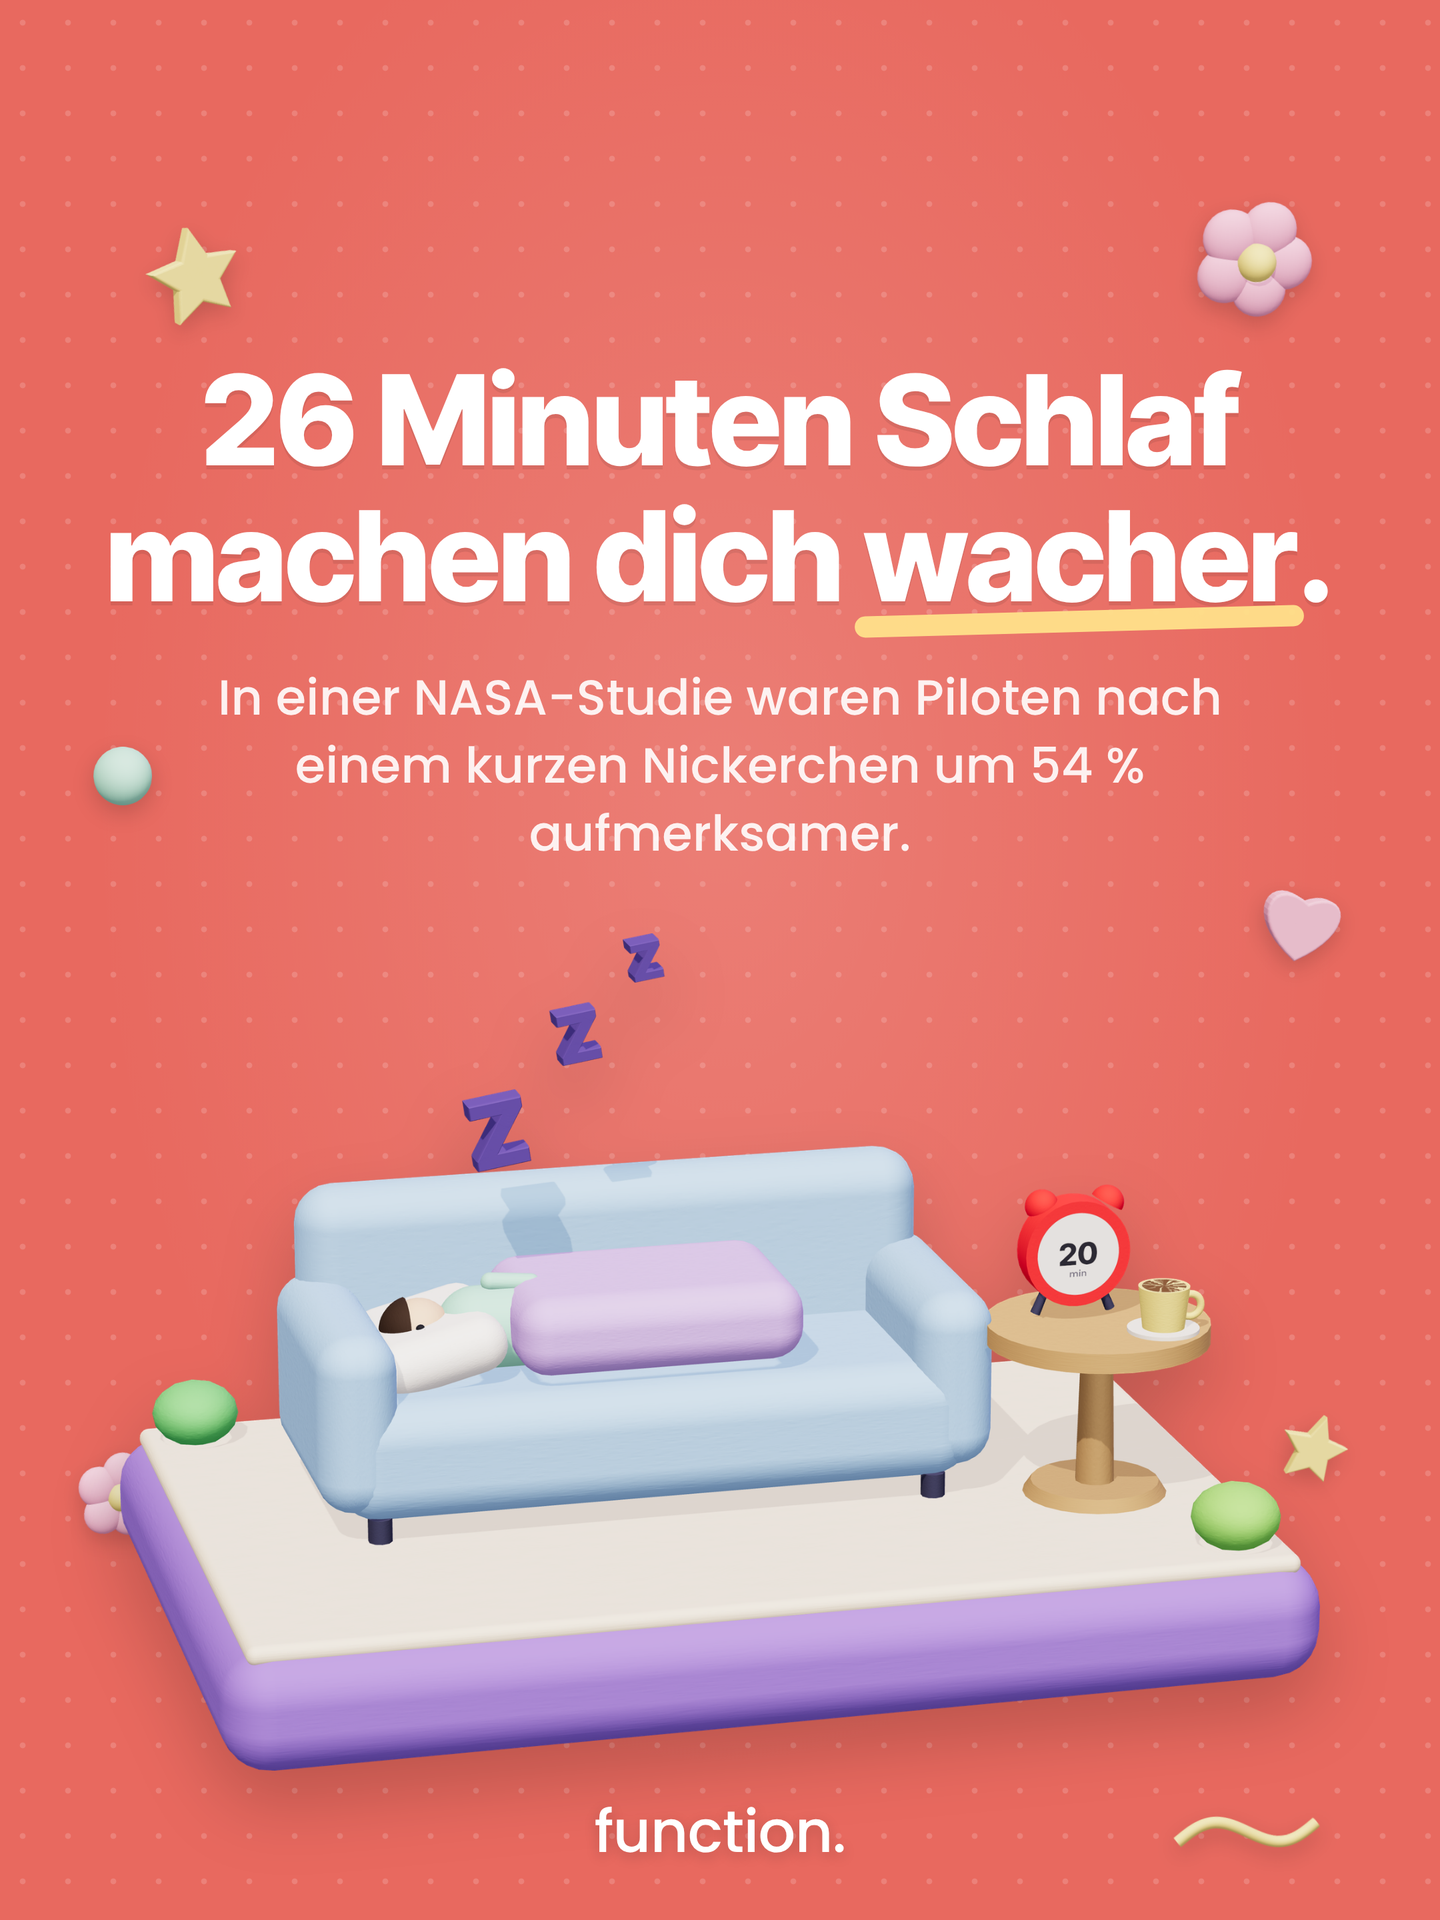 26 Minuten Schlaf
machen dich wacher.
In einer NASA-Studie waren Piloten nach
einem kurzen Nickerchen um 54 %
aufmerksamer.
z
z
z
20
min
function.